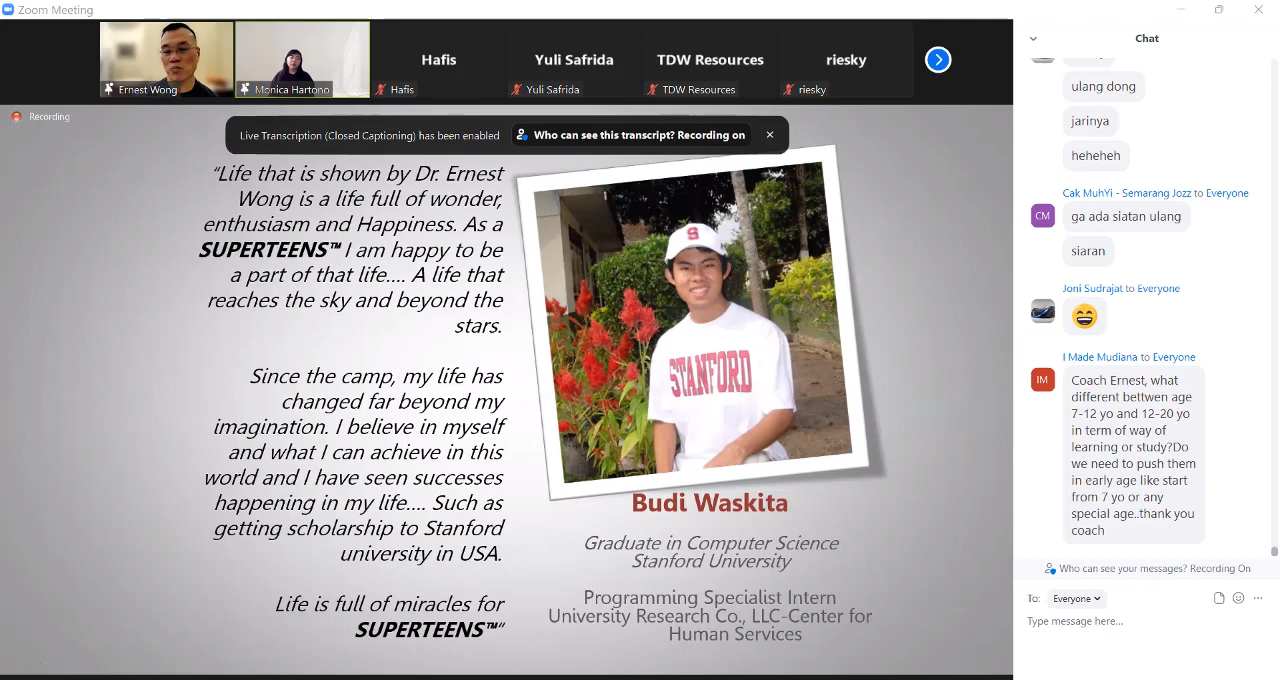 Zoom Meeting
Ernest Wong
Monica Hartono
Hafis
Hafis
Yuli Safrida
Yuli Safrida
TDW Resources
TDW Resources
riesky
riesky
Recording
Live Transcription (Closed Captioning) has been enabled
Who can see this transcript? Recording on
“Life that is shown by Dr. Ernest
Wong is a life full of wonder,
enthusiasm and Happiness. As a
SUPERTEENS™ I am happy to be
a part of that life.... A life that
reaches the sky and beyond the
stars.
Since the camp, my life has
changed far beyond my
imagination. I believe in myself
and what I can achieve in this
world and I have seen successes
happening in my life.... Such as
getting scholarship to Stanford
university in USA.
Life is full of miracles for
SUPERTEENS™”
S
STANFORD
Budi Waskita
Graduate in Computer Science
Stanford University
Programming Specialist Intern
University Research Co., LLC-Center for
Human Services
Chat
ulang dong
jarinya
heheheh
Cak MuhYi - Semarang Jozz to Everyone
CM
ga ada siatan ulang
siaran
Joni Sudrajat to Everyone
I Made Mudiana to Everyone
IM
Coach Ernest, what
different bettwen age
7-12 yo and 12-20 yo
in term of way of
learning or study?Do
we need to push them
in early age like start
from 7 yo or any
special age..thank you
coach
Who can see your messages? Recording On
To: Everyone
Type message here...